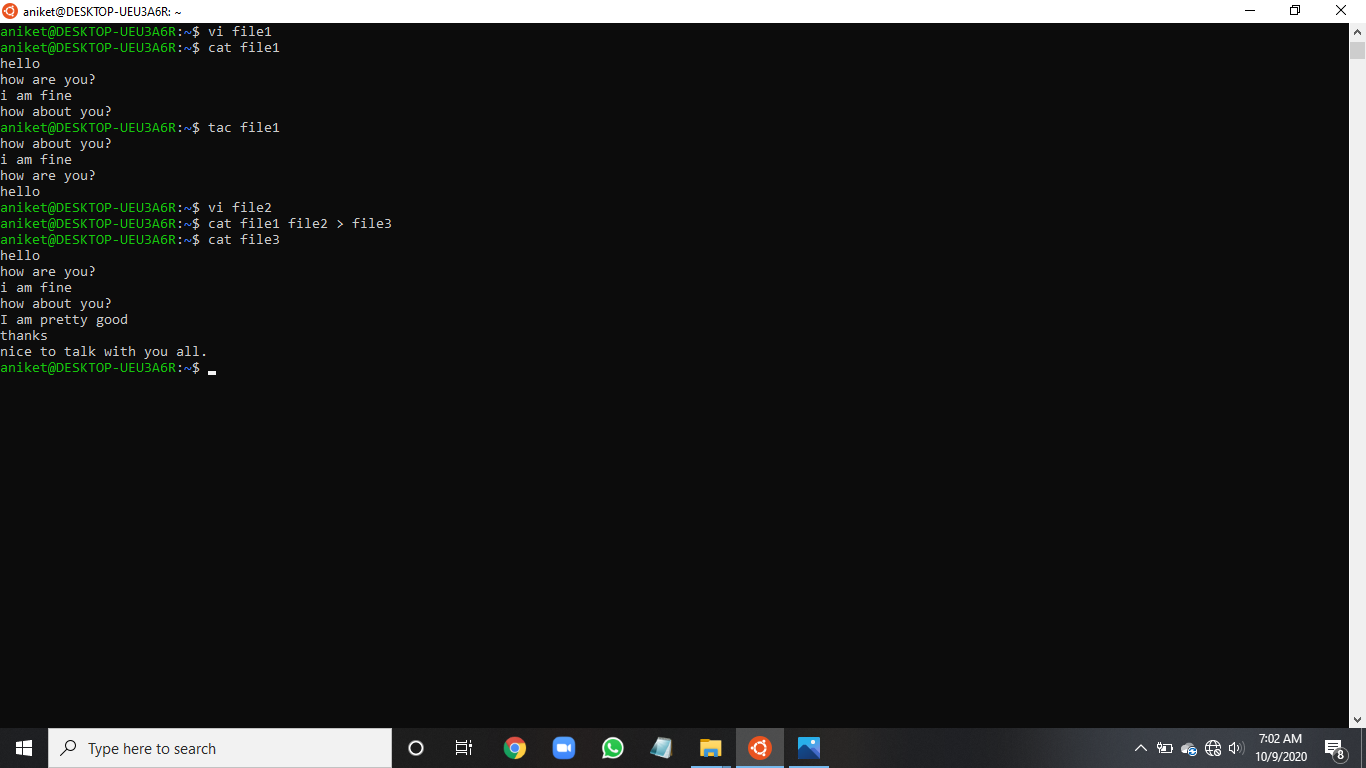 aniket@DESKTOP-UEU3A6R: ~
aniket@DESKTOP-UEU3A6R:~$ vi file1
aniket@DESKTOP-UEU3A6R:~$ cat file1
hello
how are you?
i am fine
how about you?
aniket@DESKTOP-UEU3A6R:~$ tac file1
how about you?
i am fine
how are you?
hello
aniket@DESKTOP-UEU3A6R:~$ vi file2
aniket@DESKTOP-UEU3A6R:~$ cat file1 file2 > file3
aniket@DESKTOP-UEU3A6R:~$ cat file3
hello
how are you?
i am fine
how about you?
I am pretty good
thanks
nice to talk with you all.
aniket@DESKTOP-UEU3A6R:~$
Type here to search
7:02 AM
10/9/2020
8